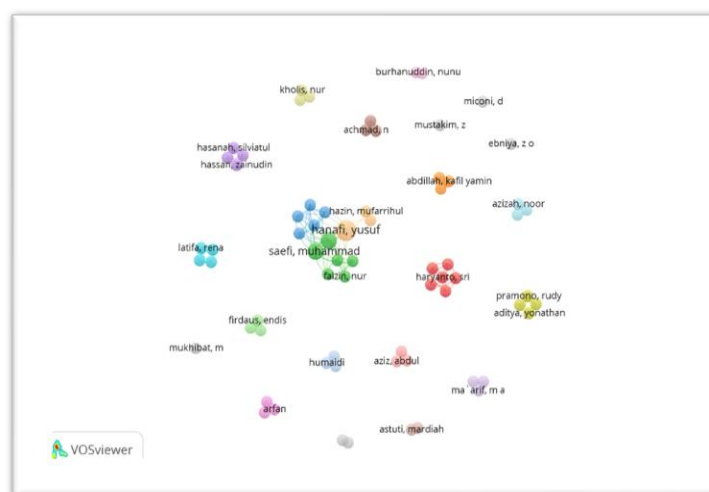 burhanuddin, nunu
kholis, nur
miconi, d
achmad, n
mustakim, z
ebniya, z o
hasanah, silviatul
hassan, zainudin
abdillah, kafil yamin
azizah, noor
hazin, mufarrihul
hanafi, yusuf
latifa, rena
saefi, muhammad
faizin, nur
haryanto, sri
pramono, rudy
aditya, yonathan
firdaus, endis
mukhibat, m
humaidi
aziz, abdul
ma`arif, m a
arfan
astuti, mardiah
VOSviewer